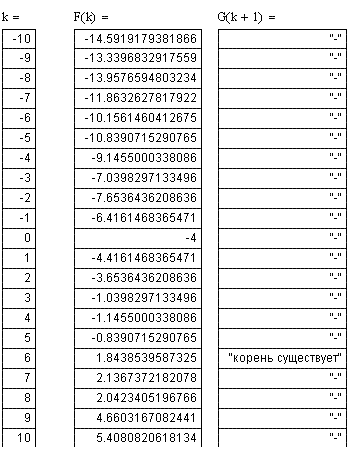 k = F(k) = G(k + 1) =
-10 -14.5919179381866 "-"
-9 -13.3396832917559 "-"
-8 -13.9576594803234 "-"
-7 -11.8632627817922 "-"
-6 -10.1561460412675 "-"
-5 -10.8390715290765 "-"
-4 -9.1455000338086 "-"
-3 -7.0398297133496 "-"
-2 -7.6536436208636 "-"
-1 -6.4161468365471 "-"
0 -4 "-"
1 -4.4161468365471 "-"
2 -3.6536436208636 "-"
3 -1.0398297133496 "-"
4 -1.1455000338086 "-"
5 -0.8390715290765 "-"
6 1.8438539587325 "корень существует"
7 2.1367372182078 "-"
8 2.0423405196766 "-"
9 4.6603167082441 "-"
10 5.4080820618134 "-"